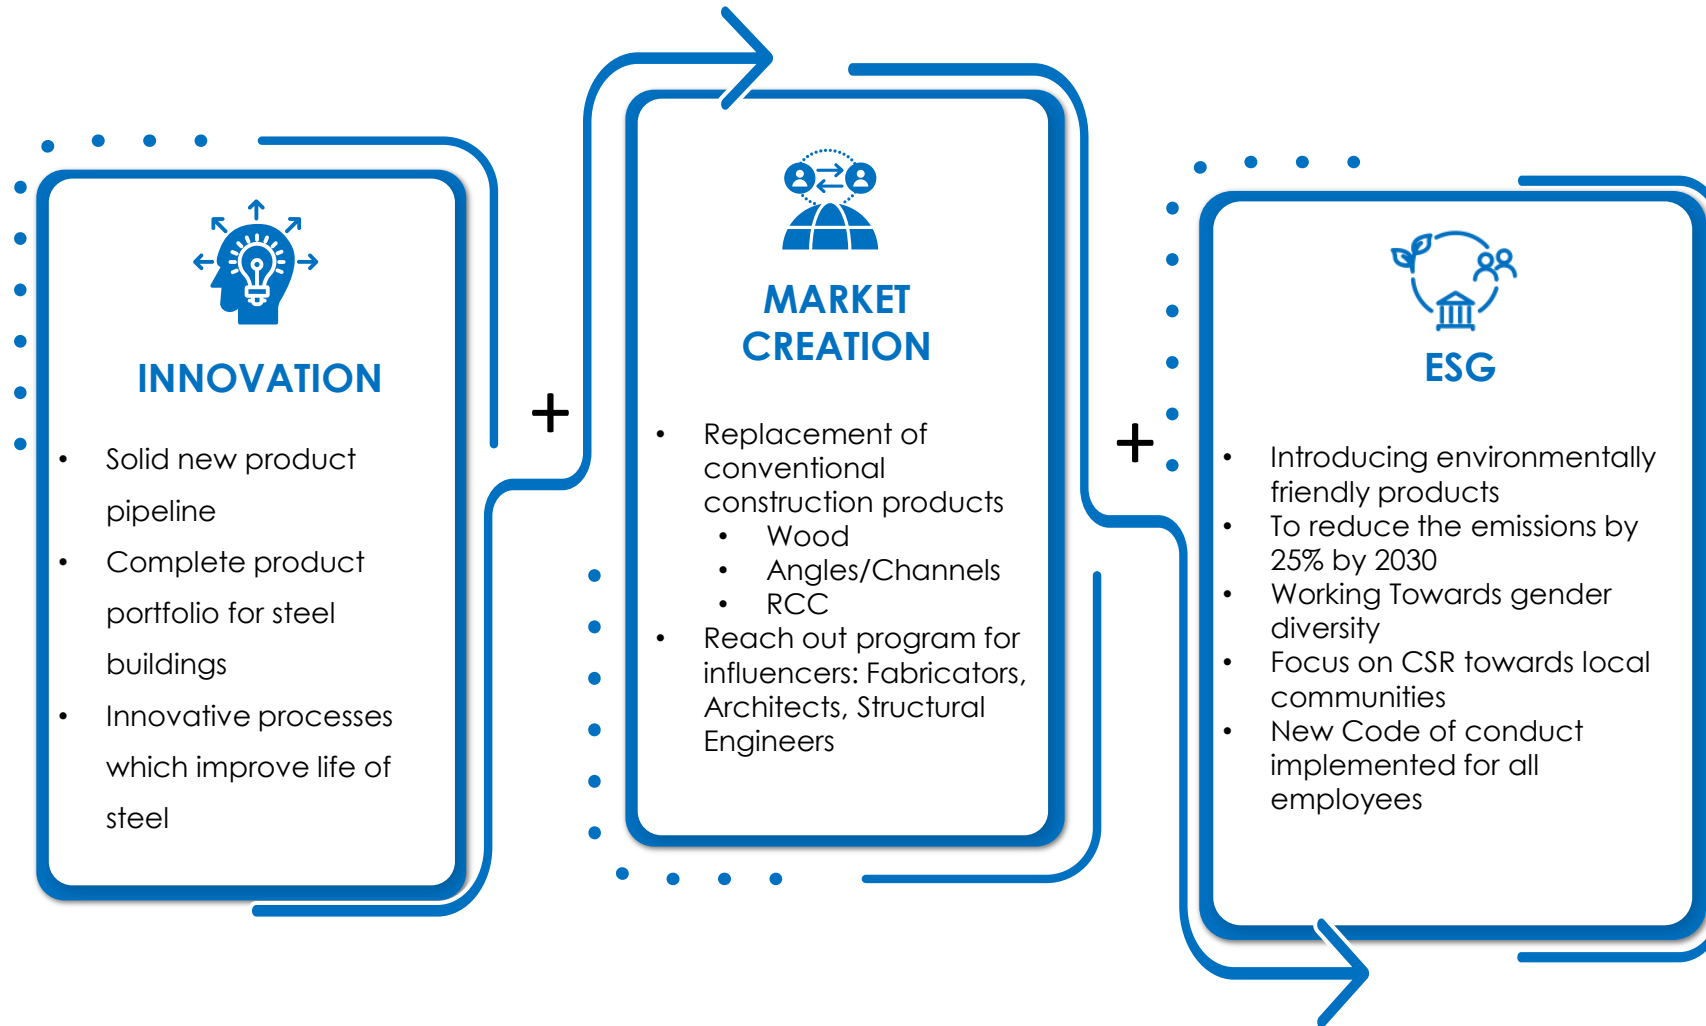 INNOVATION
• Solid new product
pipeline
• Complete product
portfolio for steel
buildings
• Innovative processes
which improve life of
steel
+
MARKET
CREATION
• Replacement of
conventional
construction products
• Wood
• Angles/Channels
• RCC
• Reach out program for
influencers: Fabricators,
Architects, Structural
Engineers
+
ESG
• Introducing environmentally
friendly products
• To reduce the emissions by
25% by 2030
• Working Towards gender
diversity
• Focus on CSR towards local
communities
• New Code of conduct
implemented for all
employees